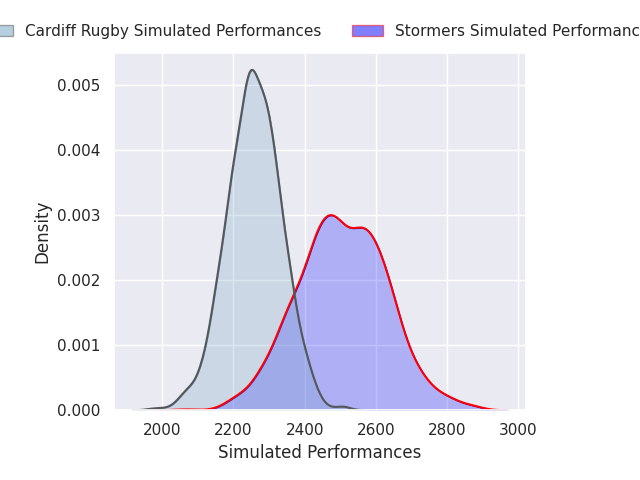 Cardiff Rugby Simulated Performances Stormers Simulated Performanc
0.005
0.004
0.003
0.002
0.001
0.000
Density
2000 2200 2400 2600 2800 3000
Simulated Performances